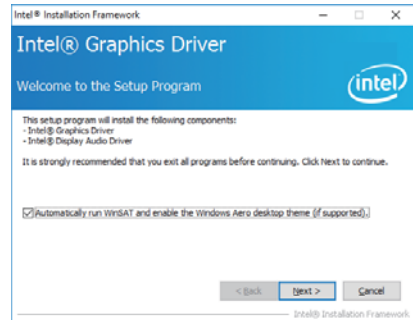 Intel® Installation Framework
Intel® Graphics Driver
Welcome to the Setup Program
intel
This setup program will install the following components:
- Intel® Graphics Driver
- Intel® Display Audio Driver
It is strongly recommended that you exit all programs before continuing. Click Next to continue.
Automatically run WinSAT and enable the Windows Aero desktop theme (if supported).
< Back Next > Cancel
Intel® Installation Framework